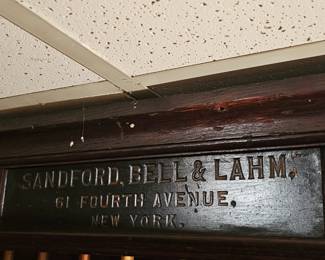 SANDFORD, BELL & LAHM,
61 FOURTH AVENUE,
NEW YORK.